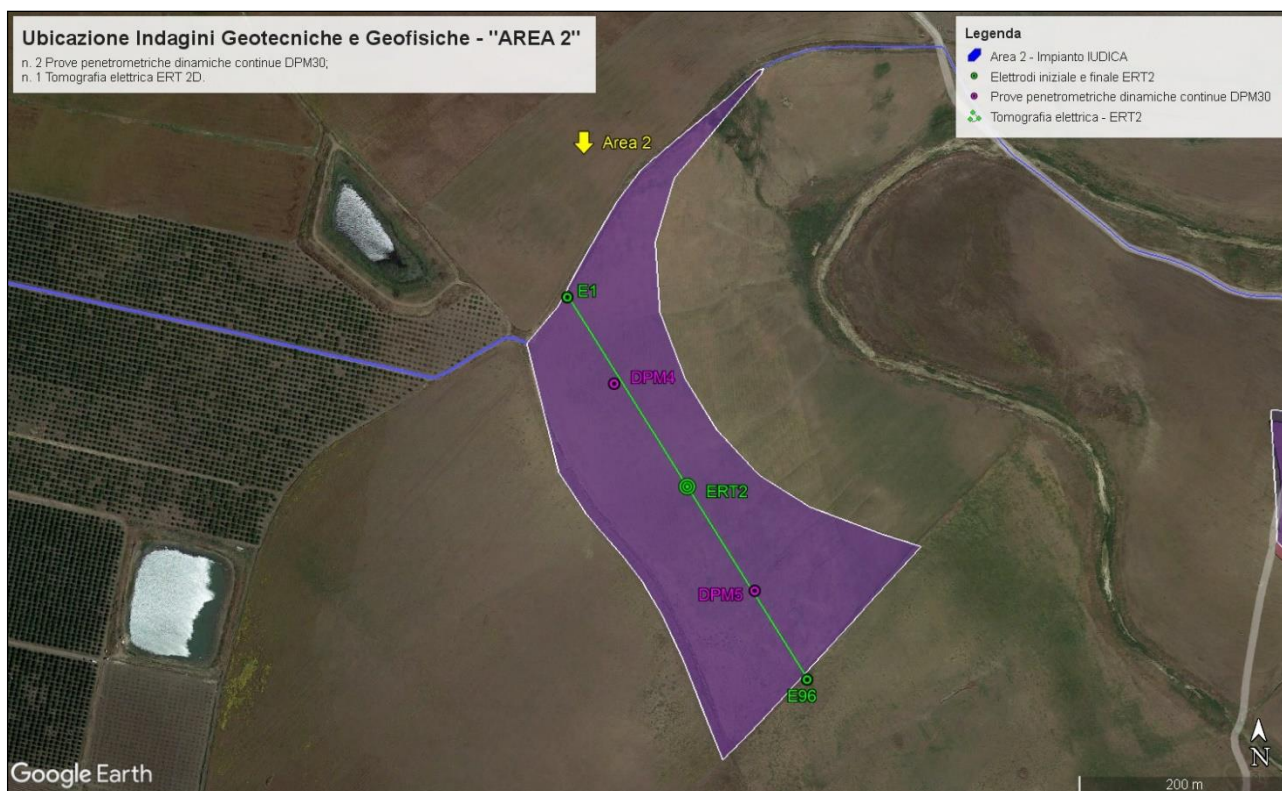 Ubicazione Indagini Geotecniche e Geofisiche - "AREA 2"
n. 2 Prove penetrometriche dinamiche continue DPM30;
n. 1 Tomografia elettrica ERT 2D.
Legenda
Area 2 - Impianto IUDICA
Elettrodi iniziale e finale ERT2
Prove penetrometriche dinamiche continue DPM30
Tomografia elettrica - ERT2
Area 2
E1
DPM4
ERT2
DPM5
E96
N
Google Earth
200 m